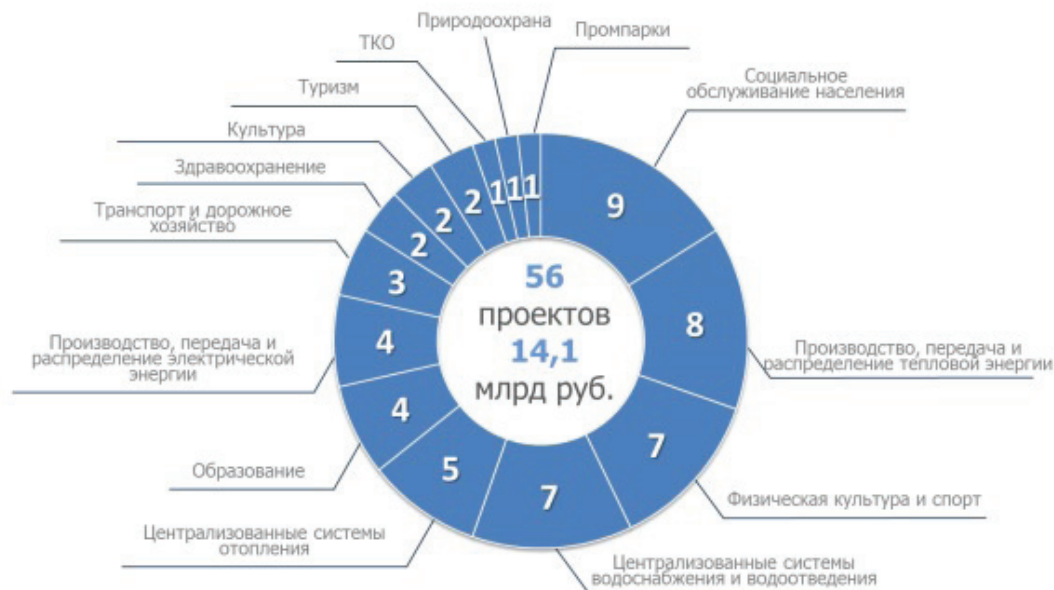 Природоохрана
Промпарки
ТКО
Социальное
обслуживание населения
Туризм
Культура
Здравоохранение
Транспорт и дорожное
хозяйство
Производство, передача и
распределение электрической
энергии
Образование
Централизованные системы
отопления
Централизованные системы
водоснабжения и водоотведения
Физическая культура и спорт
Производство, передача и
распределение тепловой энергии
9
8
7
7
5
4
4
3
2
2
2
1
1
1
56
проектов
14,1
млрд руб.